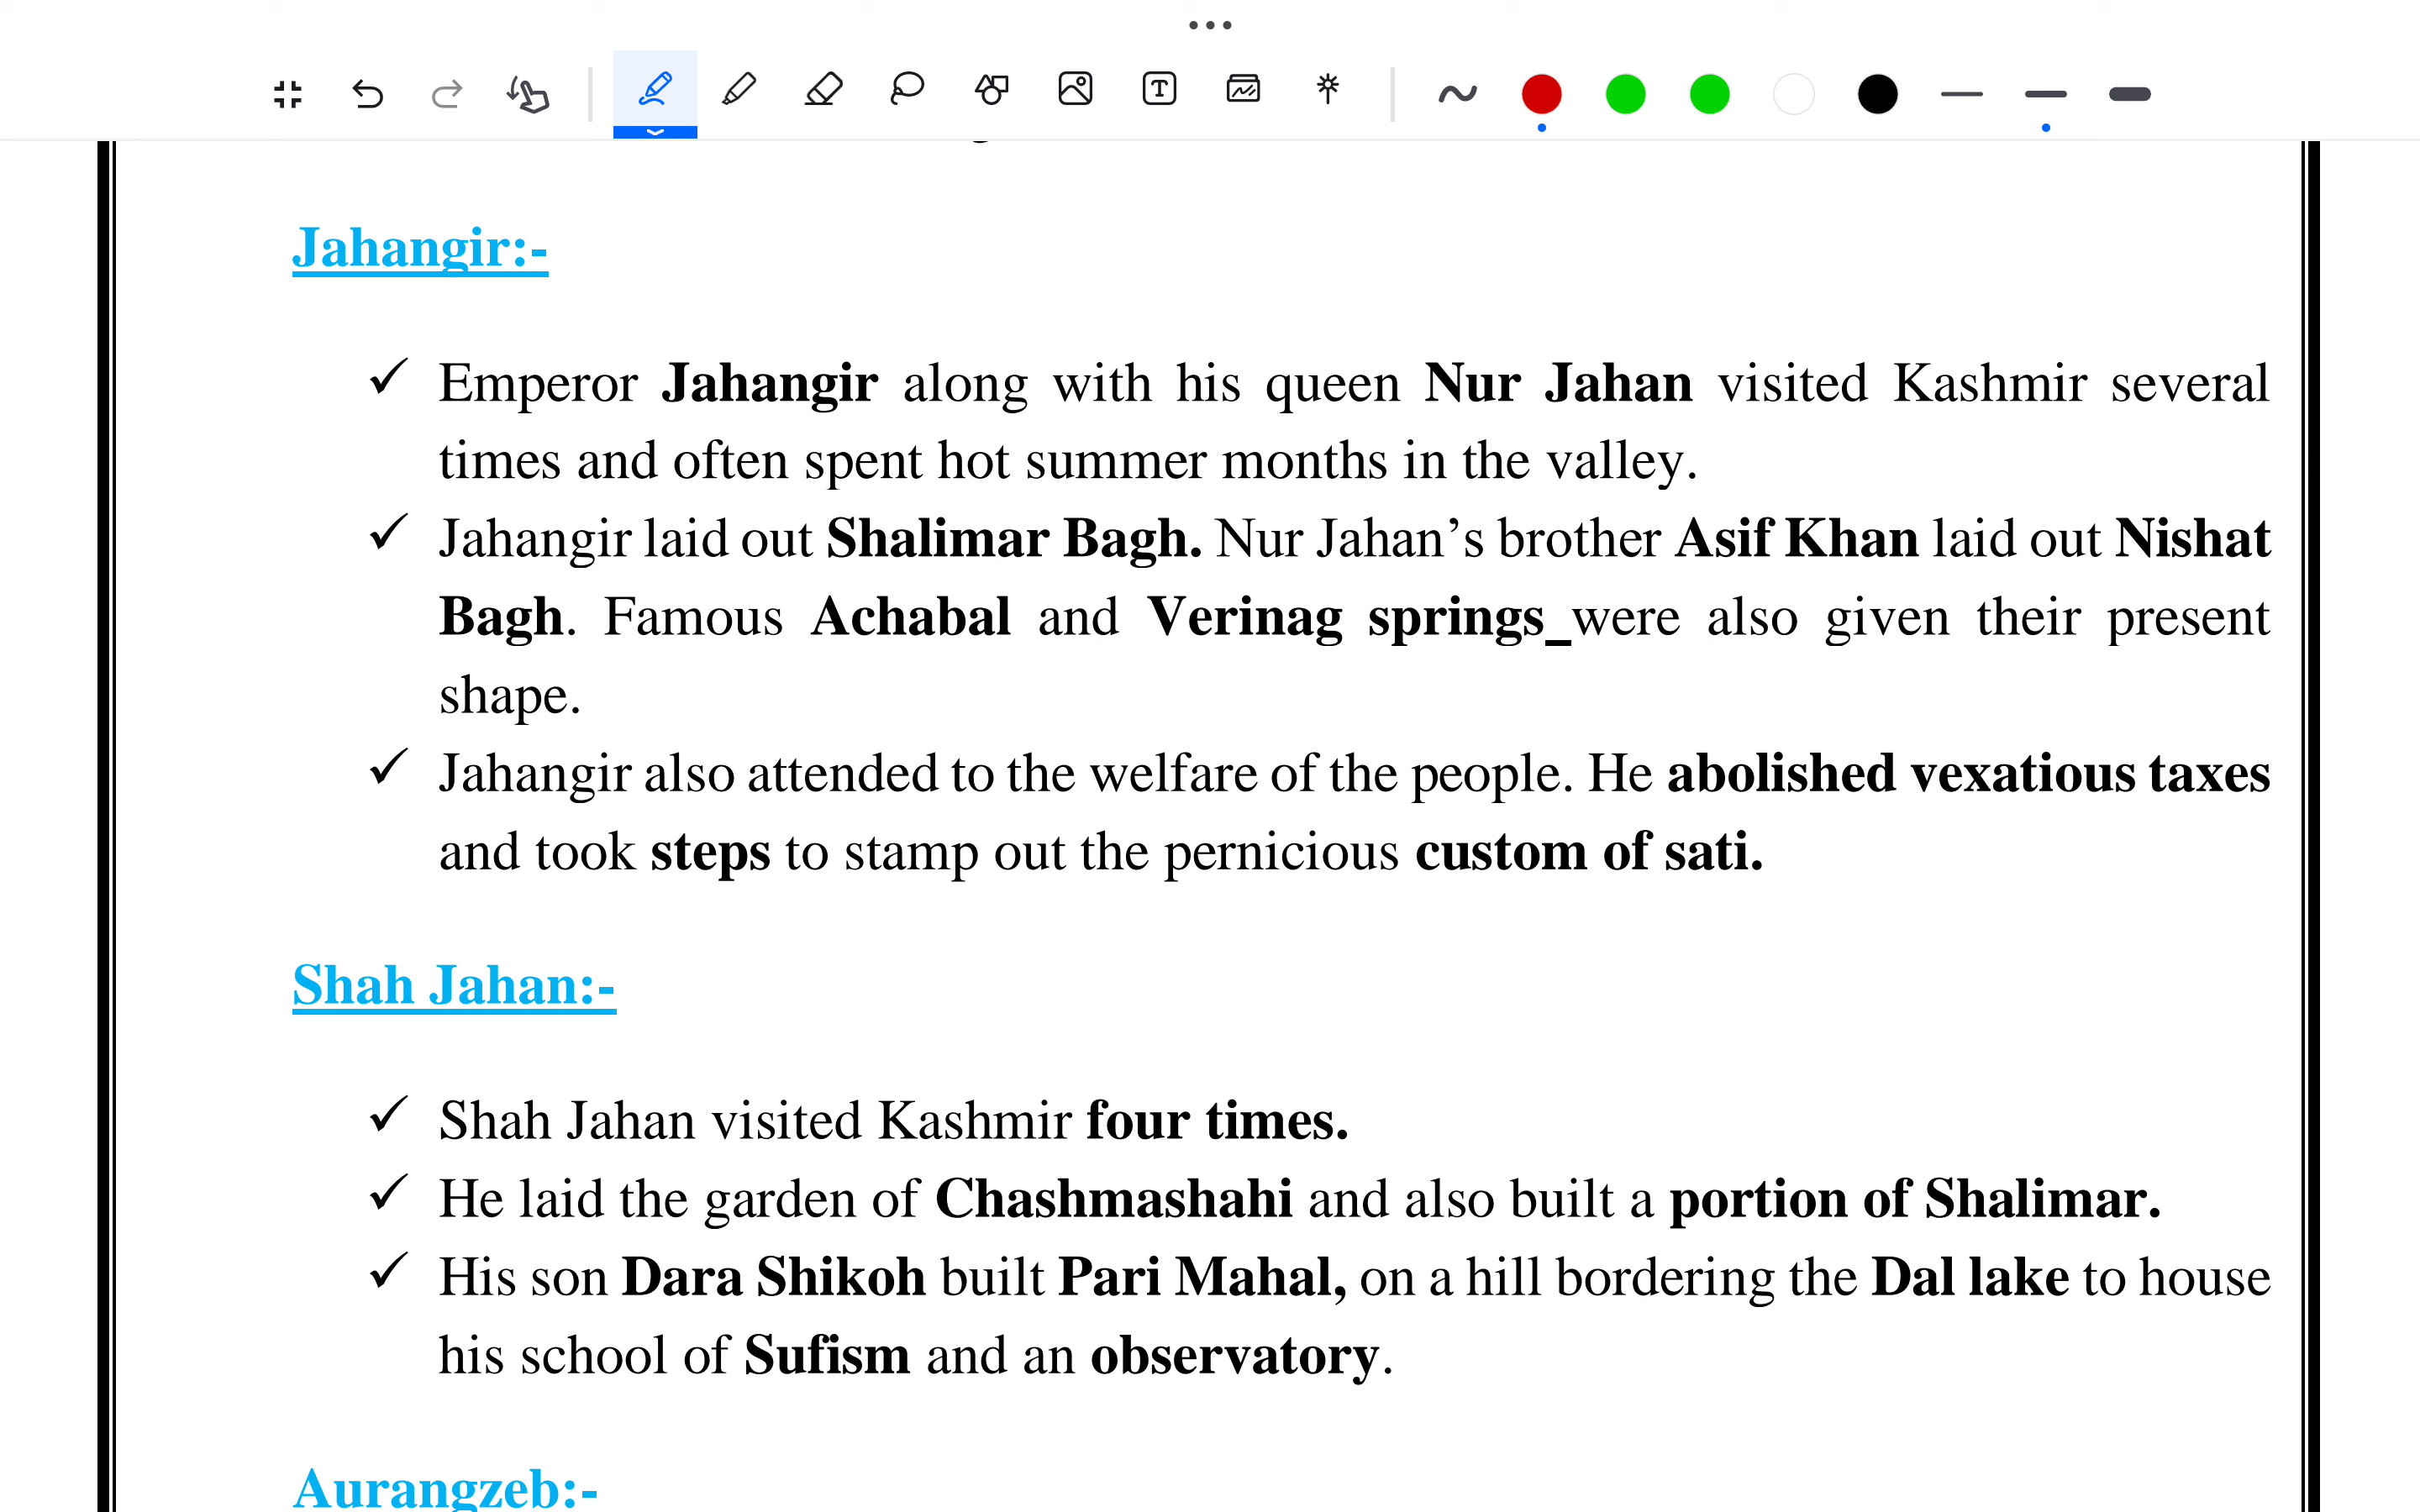 Jahangir:-
Emperor Jahangir along with his queen Nur Jahan visited Kashmir several
times and often spent hot summer months in the valley.
Jahangir laid out Shalimar Bagh. Nur Jahan’s brother Asif Khan laid out Nishat
Bagh. Famous Achabal and Verinag springs were also given their present
shape.
Jahangir also attended to the welfare of the people. He abolished vexatious taxes
and took steps to stamp out the pernicious custom of sati.
Shah Jahan:-
Shah Jahan visited Kashmir four times.
He laid the garden of Chashmashahi and also built a portion of Shalimar.
His son Dara Shikoh built Pari Mahal, on a hill bordering the Dal lake to house
his school of Sufism and an observatory.
Aurangzeb:-